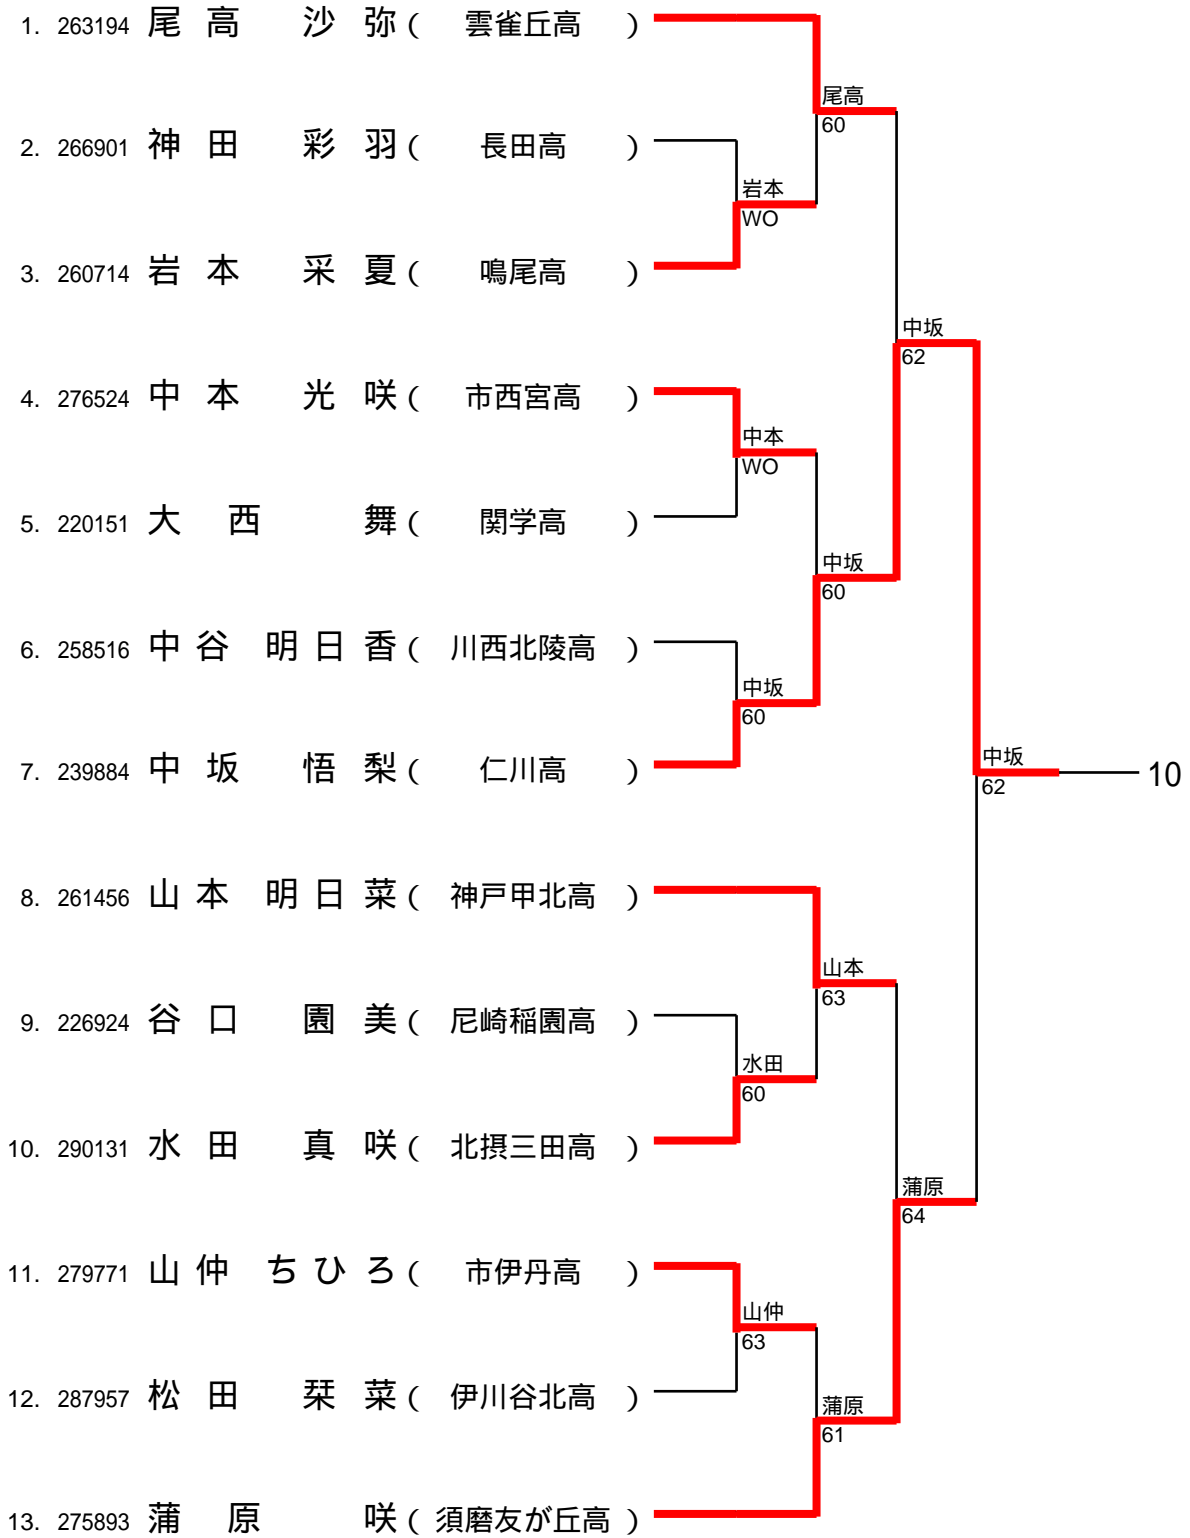 1. 263194 尾高 沙弥 ( 雲雀丘高 )
尾高
60
2. 266901 神田 彩羽 ( 長田高 )
岩本
WO
3. 260714 岩本 采夏 ( 鳴尾高 )
中坂
62
4. 276524 中本 光咲 ( 市西宮高 )
中本
WO
5. 220151 大西 舞 ( 関学高 )
中坂
60
6. 258516 中谷 明日香 ( 川西北陵高 )
中坂
60
7. 239884 中坂 悟梨 ( 仁川高 )
中坂
62
10
8. 261456 山本 明日菜 ( 神戸甲北高 )
山本
63
9. 226924 谷口 園美 ( 尼崎稲園高 )
水田
60
10. 290131 水田 真咲 ( 北摂三田高 )
蒲原
64
11. 279771 山仲 ちひろ ( 市伊丹高 )
山仲
63
12. 287957 松田 栞菜 ( 伊川谷北高 )
蒲原
61
13. 275893 蒲原 咲 ( 須磨友が丘高 )